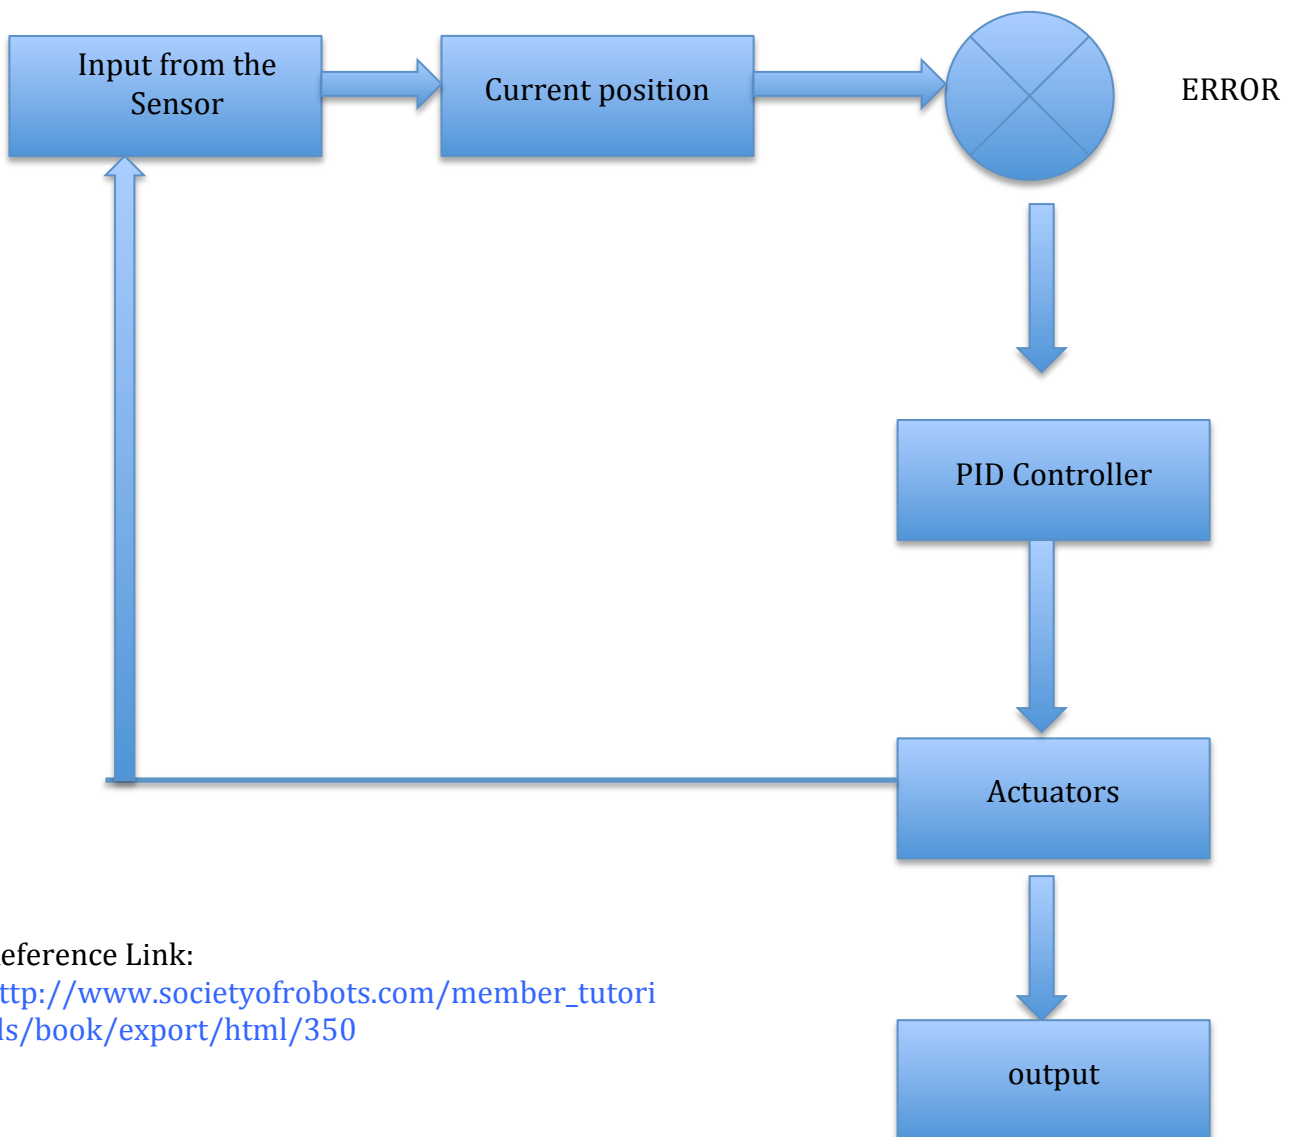 Input from the
Sensor
Current position
ERROR
PID Controller
Actuators
eference Link:
ttp://www.societyofrobots.com/member_tutori
ls/book/export/html/350
output